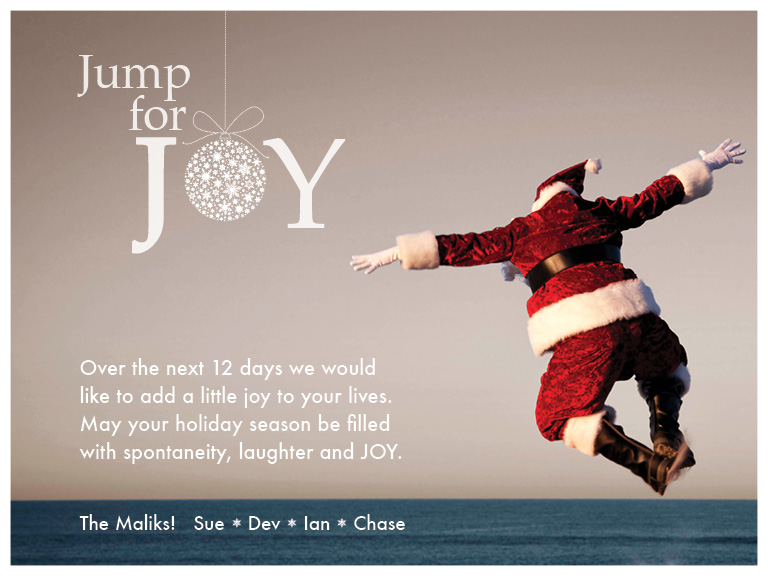 Jump
for
JOY
Over the next 12 days we would
like to add a little joy to your lives.
May your holiday season be filled
with spontaneity, laughter and JOY.
The Maliks! Sue * Dev * Ian * Chase